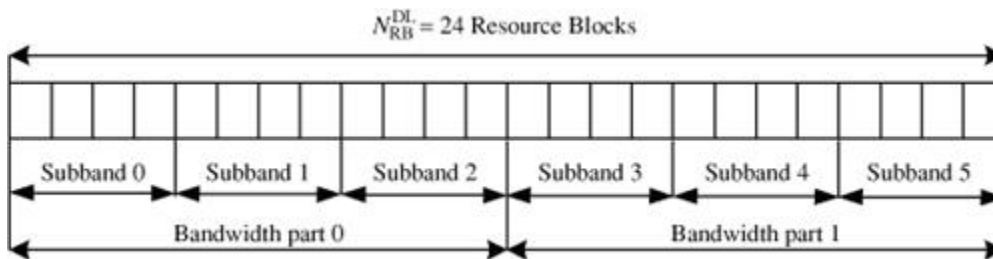 N_RB^DL = 24 Resource Blocks
Subband 0 Subband 1 Subband 2 Subband 3 Subband 4 Subband 5
Bandwidth part 0 Bandwidth part 1